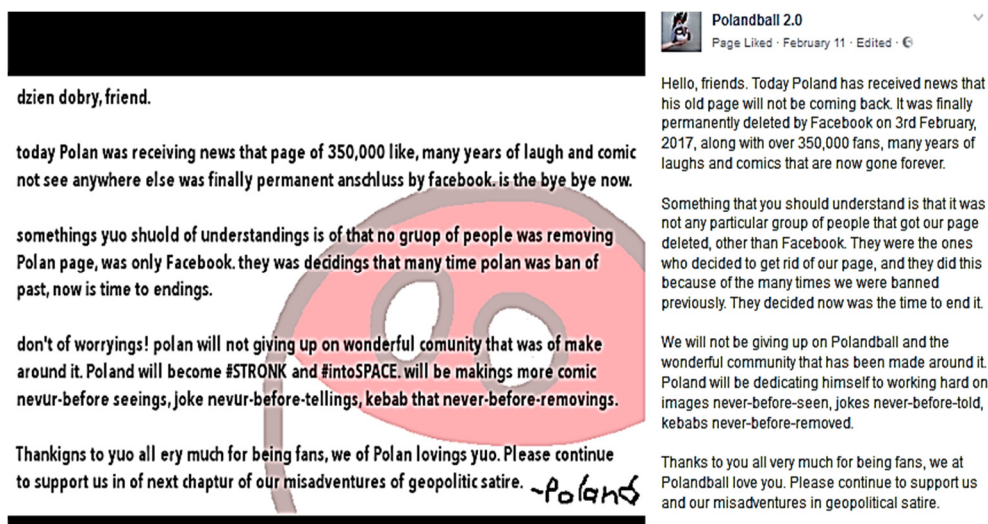 dzien dobry, friend.
today Polan was receiving news that page of 350,000 like, many years of laugh and comic
not see anywhere else was finally permanent anschluss by facebook. is the bye bye now.
somethings yuo shuold of understandings is of that no gruop of people was removing
Polan page, was only Facebook. they was decidings that many time polan was ban of
past, now is time to endings.
don't of worryings! polan will not giving up on wonderful comunity that was of make
around it. Poland will become #STRONK and #intoSPACE. will be makings more comic
nevur-before seeings, joke nevur-before-tellings, kebab that never-before-removings.
Thankigns to yuo all ery much for being fans, we of Polan lovings yuo. Please continue
to support us in of next chaptur of our misadventures of geopolitic satire. ~Poland
Polandball 2.0
Page Liked · February 11 · Edited ·
Hello, friends. Today Poland has received news that
his old page will not be coming back. It was finally
permanently deleted by Facebook on 3rd February,
2017, along with over 350,000 fans, many years of
laughs and comics that are now gone forever.
Something that you should understand is that it was
not any particular group of people that got our page
deleted, other than Facebook. They were the ones
who decided to get rid of our page, and they did this
because of the many times we were banned
previously. They decided now was the time to end it.
We will not be giving up on Polandball and the
wonderful community that has been made around it.
Poland will be dedicating himself to working hard on
images never-before-seen, jokes never-before-told,
kebabs never-before-removed.
Thanks to you all very much for being fans, we at
Polandball love you. Please continue to support us
and our misadventures in geopolitical satire.